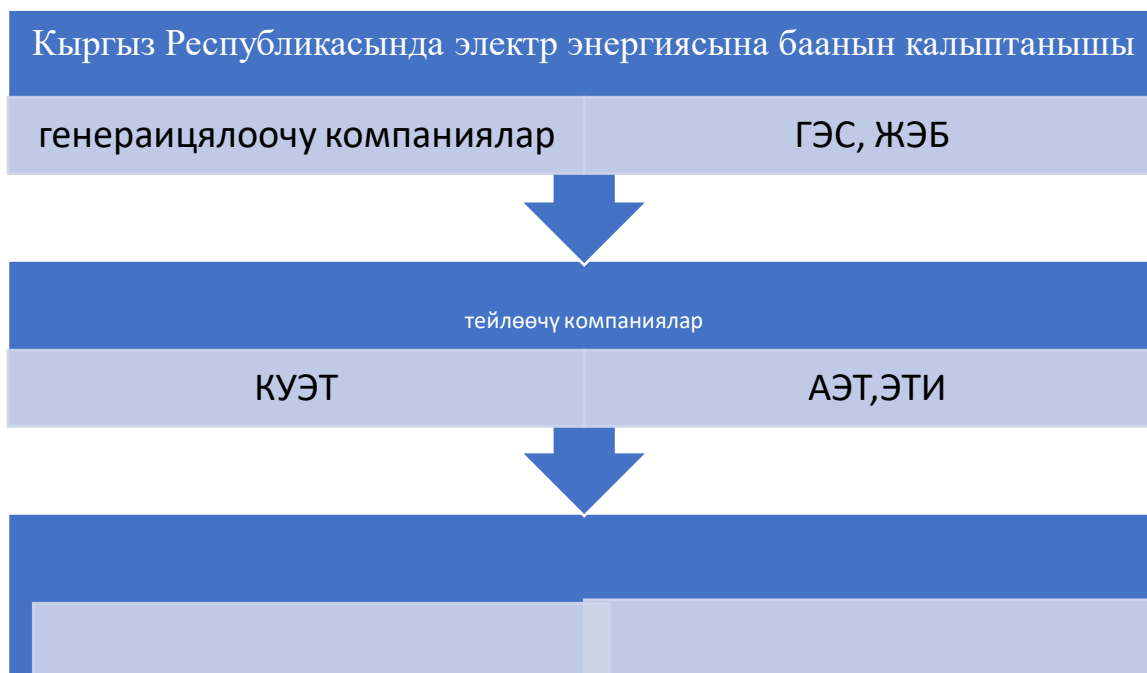 Кыргыз Республикасында электр энергиясына баанын калыптанышы
генераицялоочу компаниялар
ГЭС, ЖЭБ
тейлөөчү компаниялар
КУЭТ
АЭТ,ЭТИ